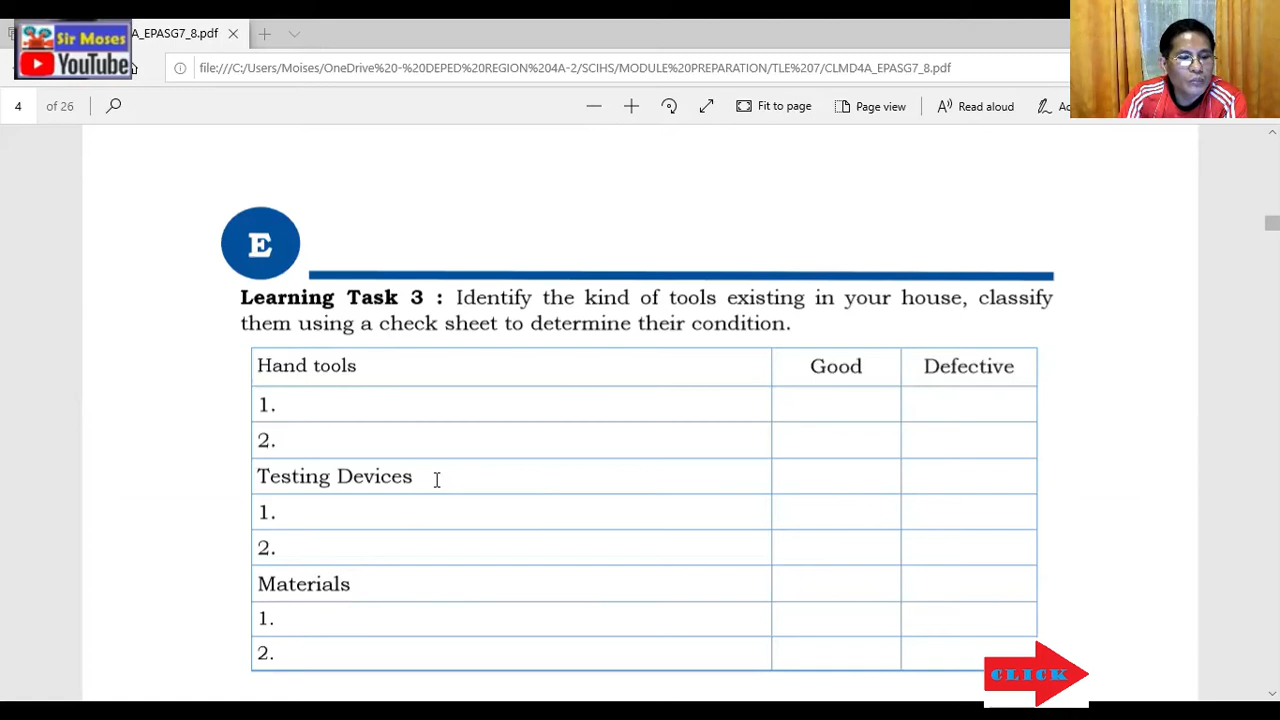 Sir Moses
YouTube
A_EPASG7_8.pdf
file:///C:/Users/Moises/OneDrive%20-%20DEPED%20REGION%204A-2/SCIHS/MODULE%20PREPARATION/TLE%207/CLMD4A_EPASG7_8.pdf
4 of 26
Fit to page
Page view
Read aloud
E
Learning Task 3 : Identify the kind of tools existing in your house, classify
them using a check sheet to determine their condition.
Hand tools Good Defective
1.
2.
Testing Devices
1.
2.
Materials
1.
2.
CLICK